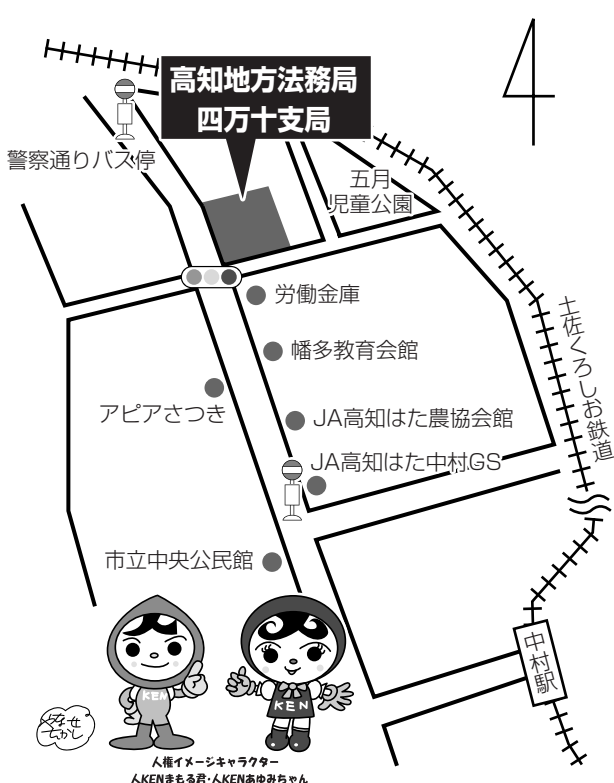 高知地方法務局
四万十支局
警察通りバス停
五月
児童公園
労働金庫
幡多教育会館
アピアさつき
JA高知はた農協会館
JA高知はた中村GS
土佐くろしお鉄道
市立中央公民館
中村駅
KEN
KEN
人権イメージキャラクター
人KENまもる君・人KENあゆみちゃん